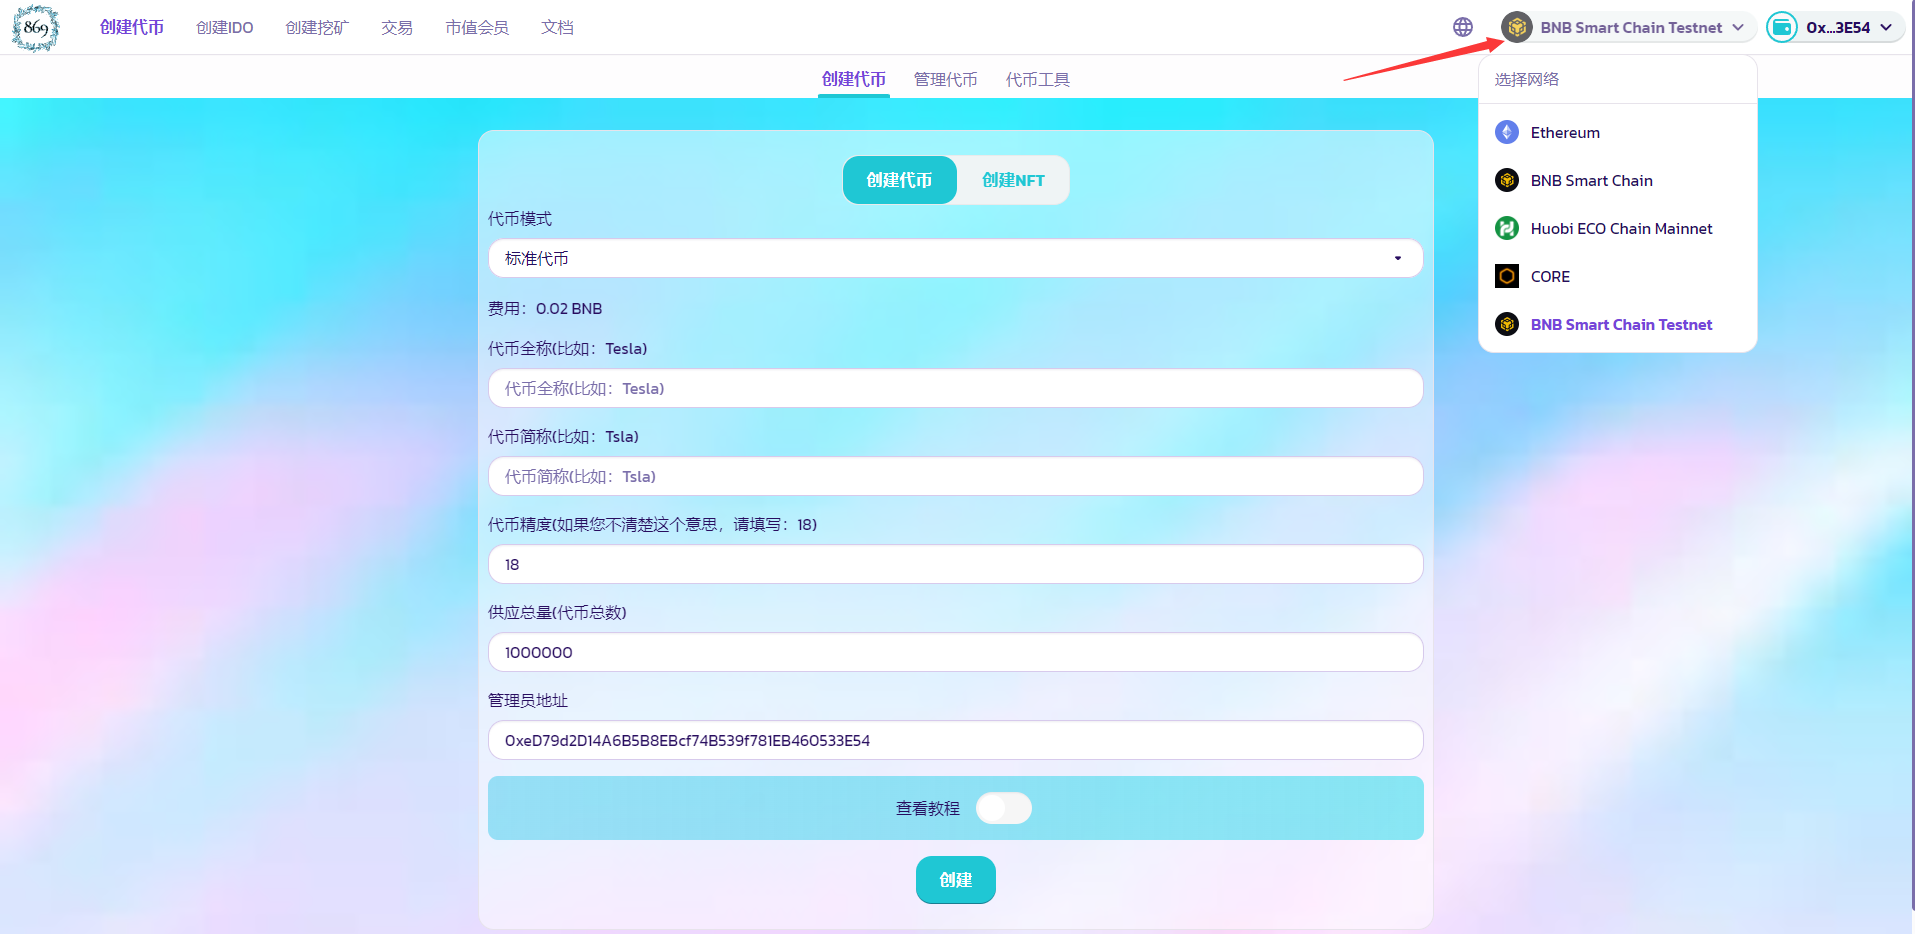 869
创建代币
创建IDO
创建挖矿
交易
市值会员
文档
BNB Smart Chain Testnet
0x...3E54
创建代币
管理代币
代币工具
选择网络
Ethereum
BNB Smart Chain
Huobi ECO Chain Mainnet
CORE
BNB Smart Chain Testnet
创建代币
创建NFT
代币模式
标准代币
费用：0.02 BNB
代币全称(比如：Tesla)
代币全称(比如：Tesla)
代币简称(比如：Tsla)
代币简称(比如：Tsla)
代币精度(如果您不清楚这个意思，请填写：18)
18
供应总量(代币总数)
1000000
管理员地址
0xeD79d2D14A6B5B8EBcf74B539f781EB460533E54
查看教程
创建